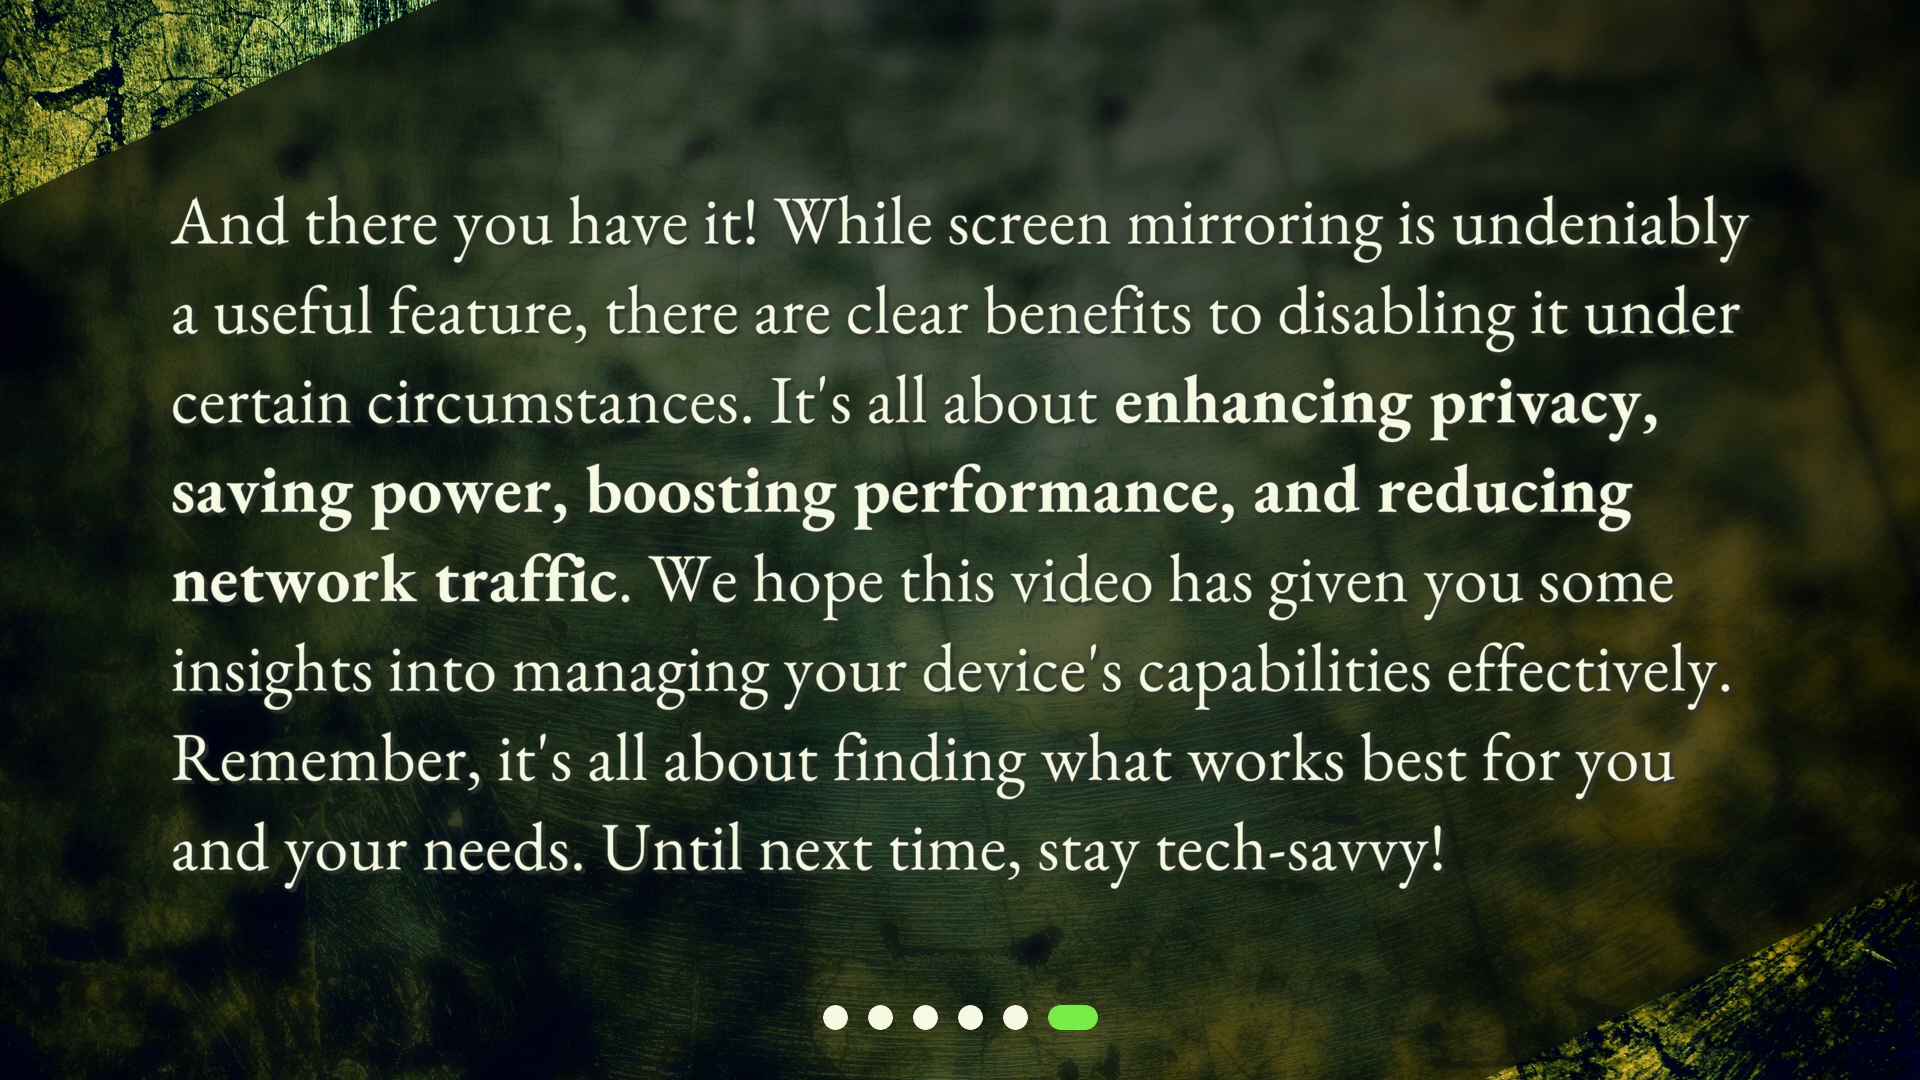 And there you have it! While screen mirroring is undeniably
a useful feature, there are clear benefits to disabling it under
certain circumstances. It's all about enhancing privacy,
saving power, boosting performance, and reducing
network traffic. We hope this video has given you some
insights into managing your device's capabilities effectively.
Remember, it's all about finding what works best for you
and your needs. Until next time, stay tech-savvy!